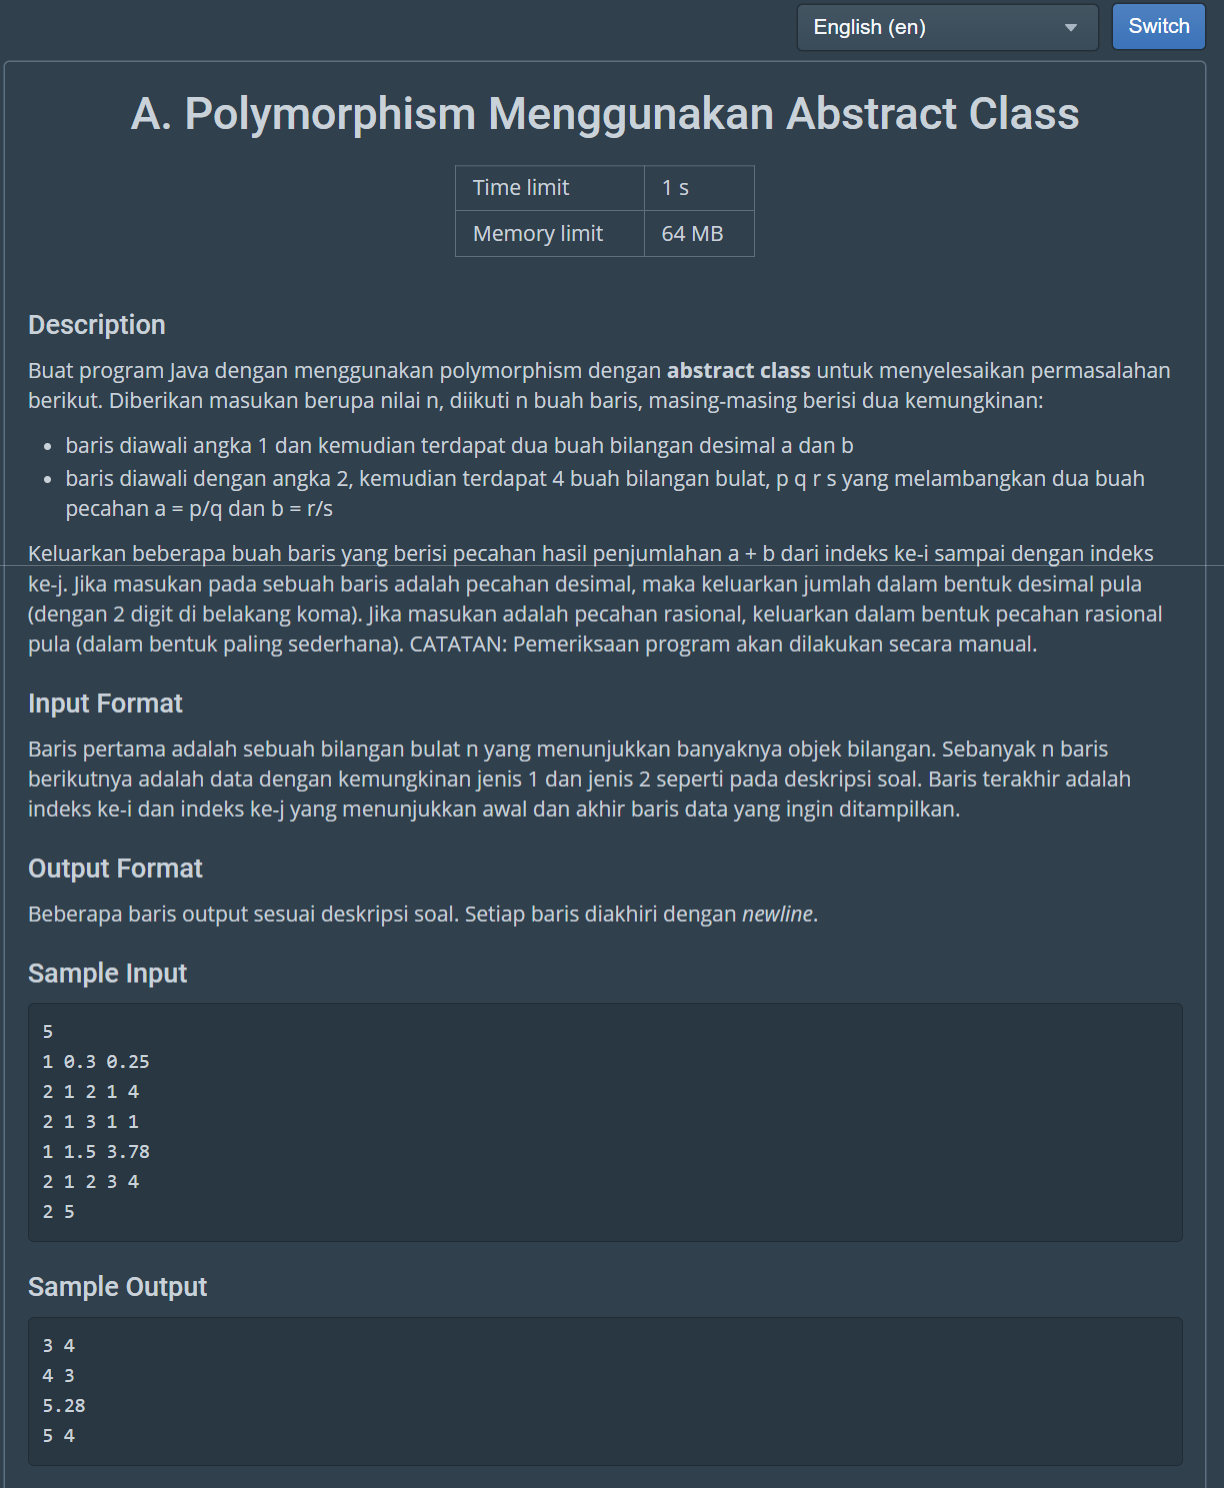 English (en)
Switch
A. Polymorphism Menggunakan Abstract Class
Time limit 1 s
Memory limit 64 MB
Description
Buat program Java dengan menggunakan polymorphism dengan abstract class untuk menyelesaikan permasalahan
berikut. Diberikan masukan berupa nilai n, diikuti n buah baris, masing-masing berisi dua kemungkinan:
• baris diawali angka 1 dan kemudian terdapat dua buah bilangan desimal a dan b
• baris diawali dengan angka 2, kemudian terdapat 4 buah bilangan bulat, p q r s yang melambangkan dua buah
pecahan a = p/q dan b = r/s
Keluarkan beberapa buah baris yang berisi pecahan hasil penjumlahan a + b dari indeks ke-i sampai dengan indeks
ke-j. Jika masukan pada sebuah baris adalah pecahan desimal, maka keluarkan jumlah dalam bentuk desimal pula
(dengan 2 digit di belakang koma). Jika masukan adalah pecahan rasional, keluarkan dalam bentuk pecahan rasional
pula (dalam bentuk paling sederhana). CATATAN: Pemeriksaan program akan dilakukan secara manual.
Input Format
Baris pertama adalah sebuah bilangan bulat n yang menunjukkan banyaknya objek bilangan. Sebanyak n baris
berikutnya adalah data dengan kemungkinan jenis 1 dan jenis 2 seperti pada deskripsi soal. Baris terakhir adalah
indeks ke-i dan indeks ke-j yang menunjukkan awal dan akhir baris data yang ingin ditampilkan.
Output Format
Beberapa baris output sesuai deskripsi soal. Setiap baris diakhiri dengan newline.
Sample Input
5
1 0.3 0.25
2 1 2 1 4
2 1 3 1 1
1 1.5 3.78
2 1 2 3 4
2 5
Sample Output
3 4
4 3
5.28
5 4